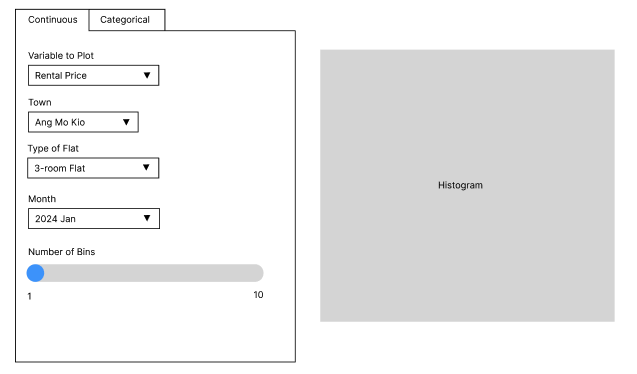 Continuous Categorical
Variable to Plot
Rental Price
Town
Ang Mo Kio
Type of Flat
3-room Flat
Month
2024 Jan
Number of Bins
1 10
Histogram